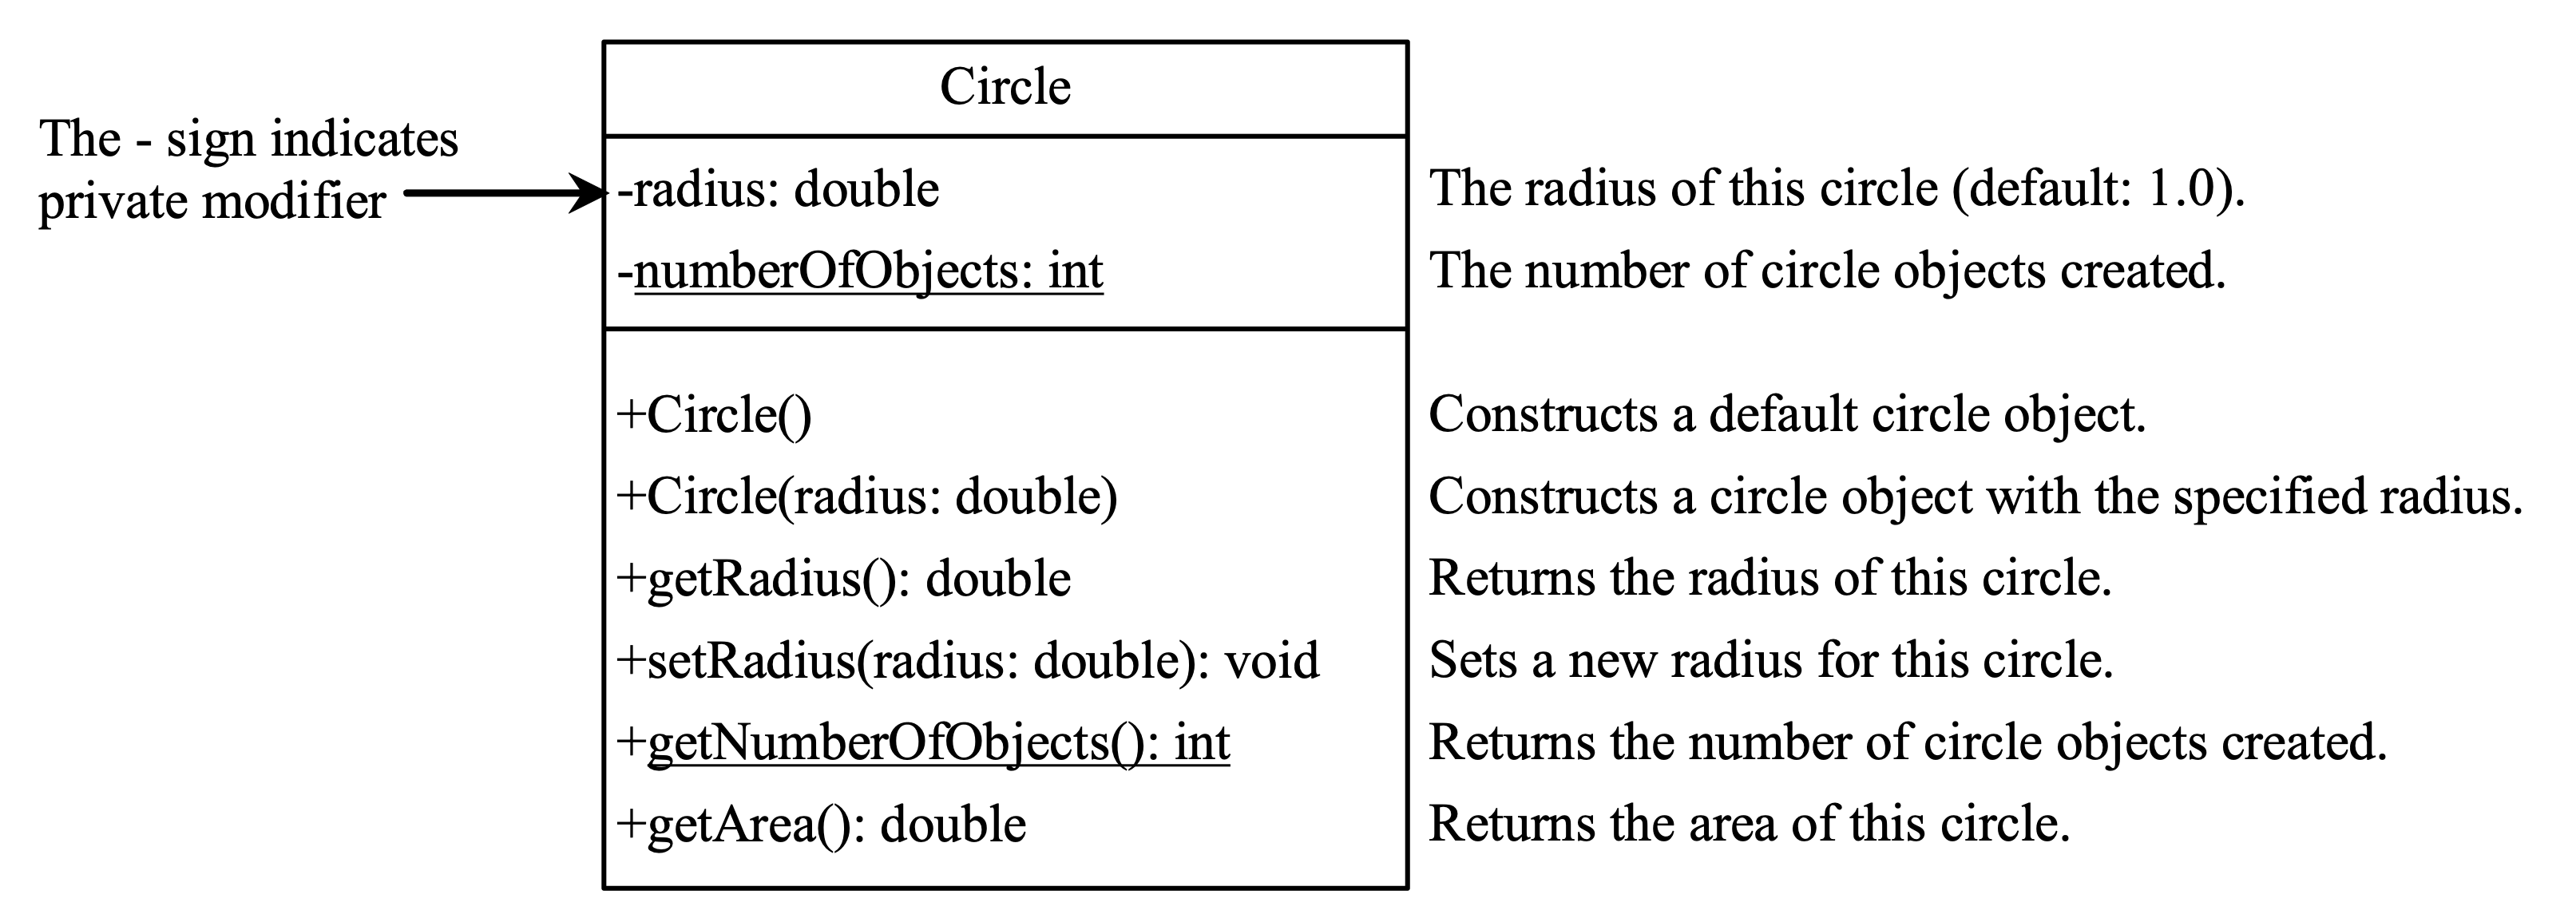 Circle
The - sign indicates
private modifier
-radius: double
The radius of this circle (default: 1.0).
-numberOfObjects: int
The number of circle objects created.
+Circle()
Constructs a default circle object.
+Circle(radius: double)
Constructs a circle object with the specified radius.
+getRadius(): double
Returns the radius of this circle.
+setRadius(radius: double): void
Sets a new radius for this circle.
+getNumberOfObjects(): int
Returns the number of circle objects created.
+getArea(): double
Returns the area of this circle.